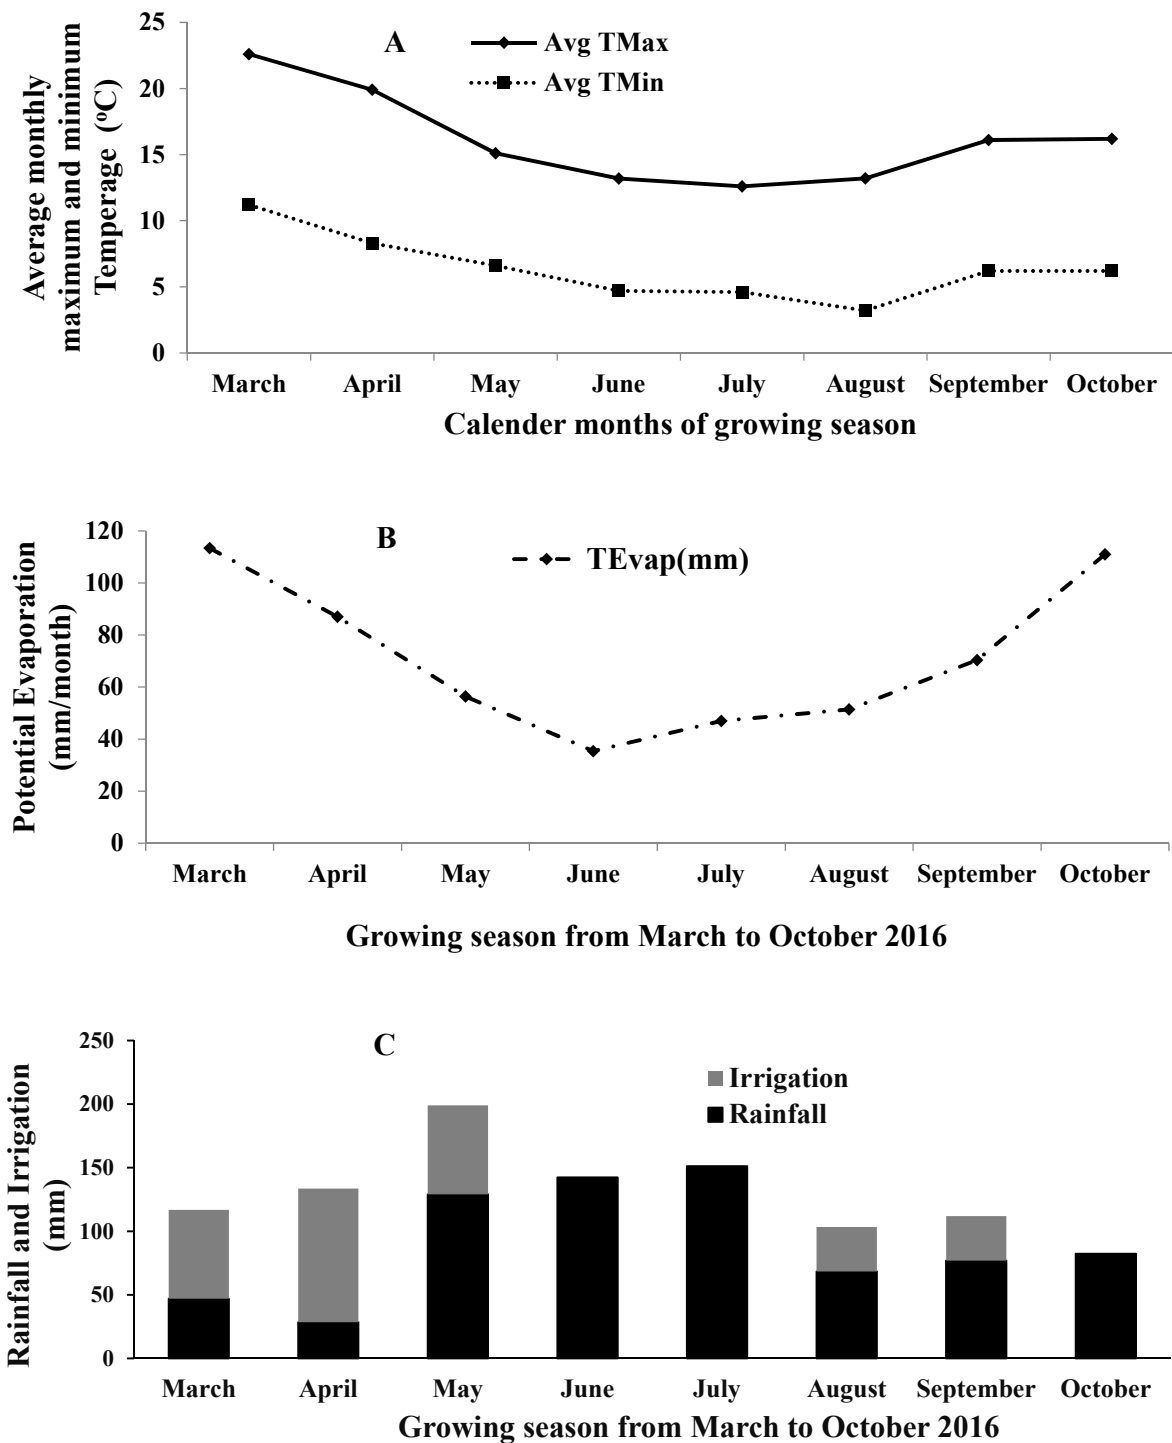 A
Avg TMax
Avg TMin
Average monthly
maximum and minimum
Temperage (ºC)
25
20
15
10
5
0
March April May June July August September October
Calender months of growing season
B
TEvap(mm)
Potential Evaporation
(mm/month)
120
100
80
60
40
20
0
March April May June July August September October
Growing season from March to October 2016
C
Irrigation
Rainfall
Rainfall and Irrigation
(mm)
250
200
150
100
50
0
March April May June July August September October
Growing season from March to October 2016